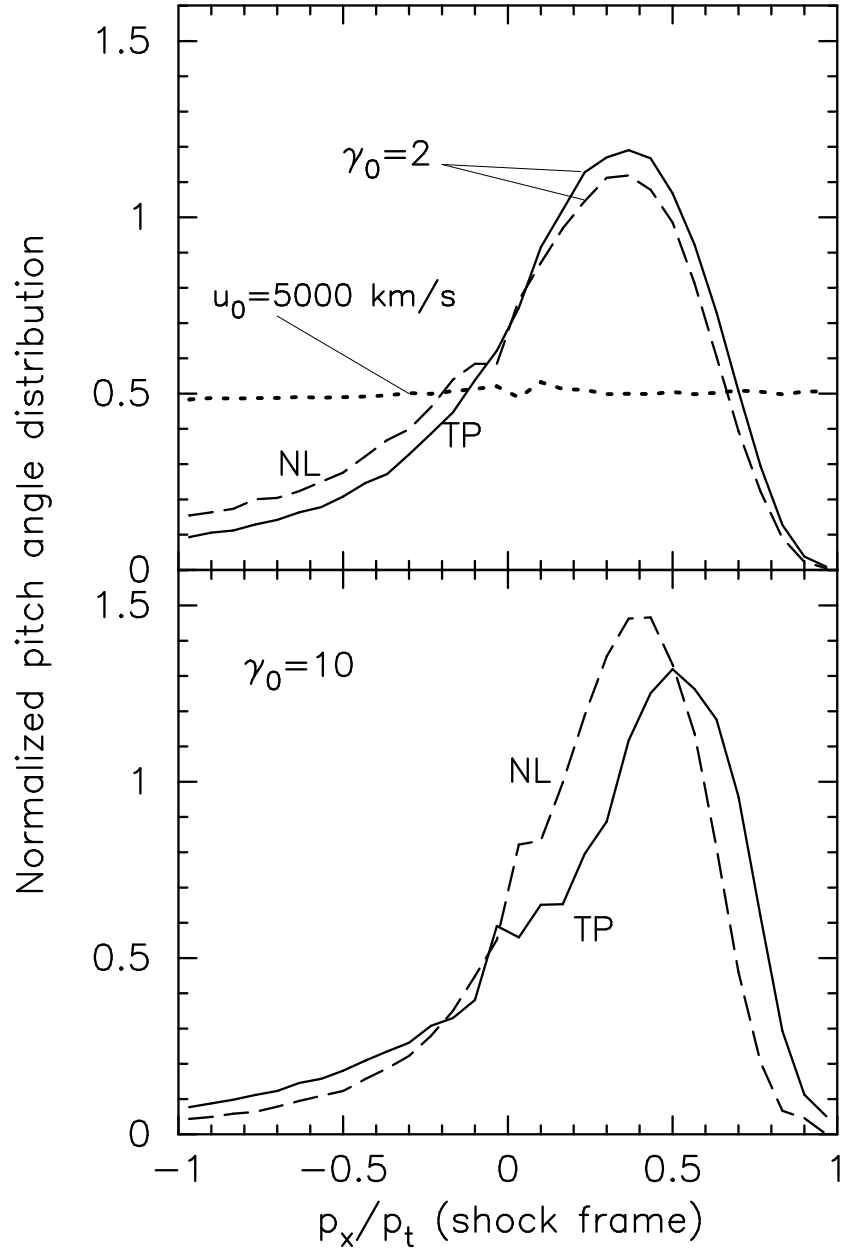 Normalized pitch angle distribution
1.5
γ₀=2
1
u₀=5000 km/s
0.5
TP
NL
0
1.5
γ₀=10
NL
1
TP
0.5
0
−1 −0.5 0 0.5 1
pₓ/pₜ (shock frame)